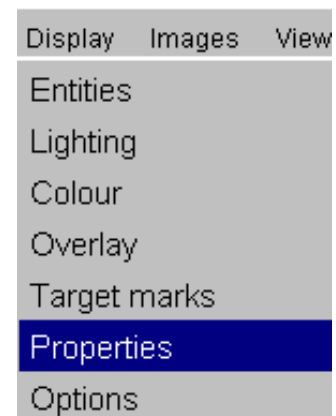 Display Images View
Entities
Lighting
Colour
Overlay
Target marks
Properties
Options